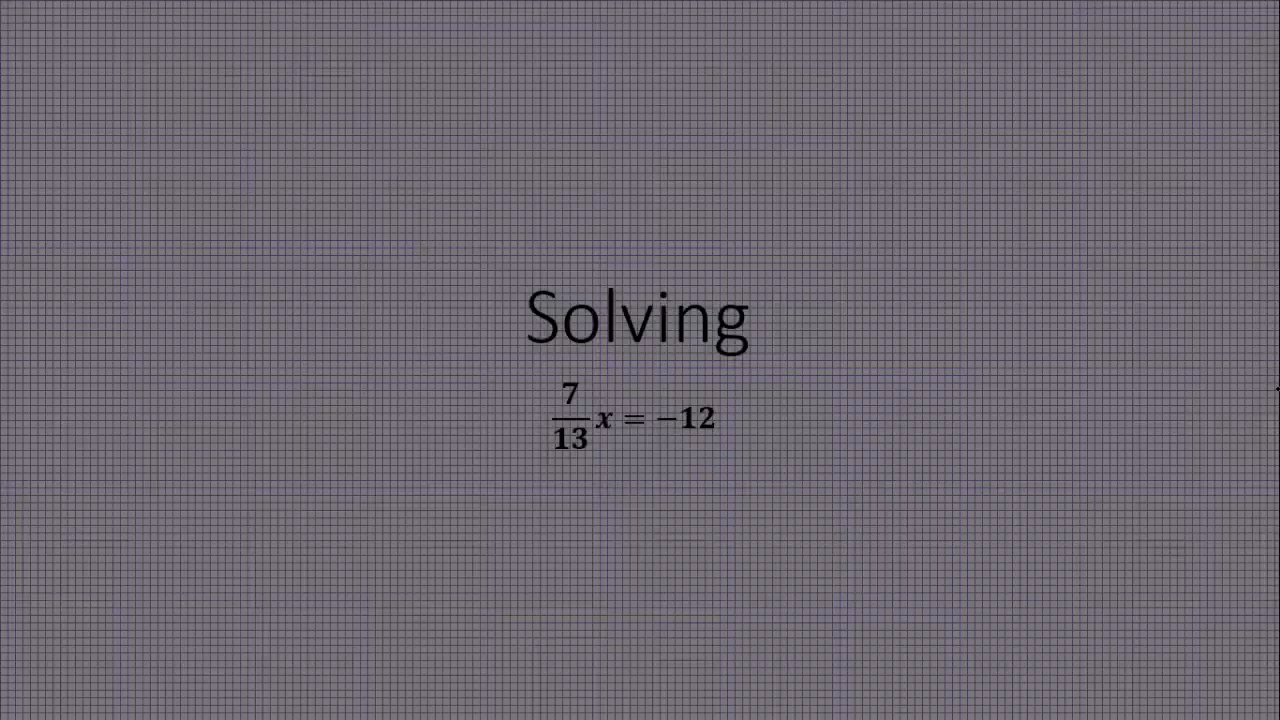 Solving
7/13 x = −12